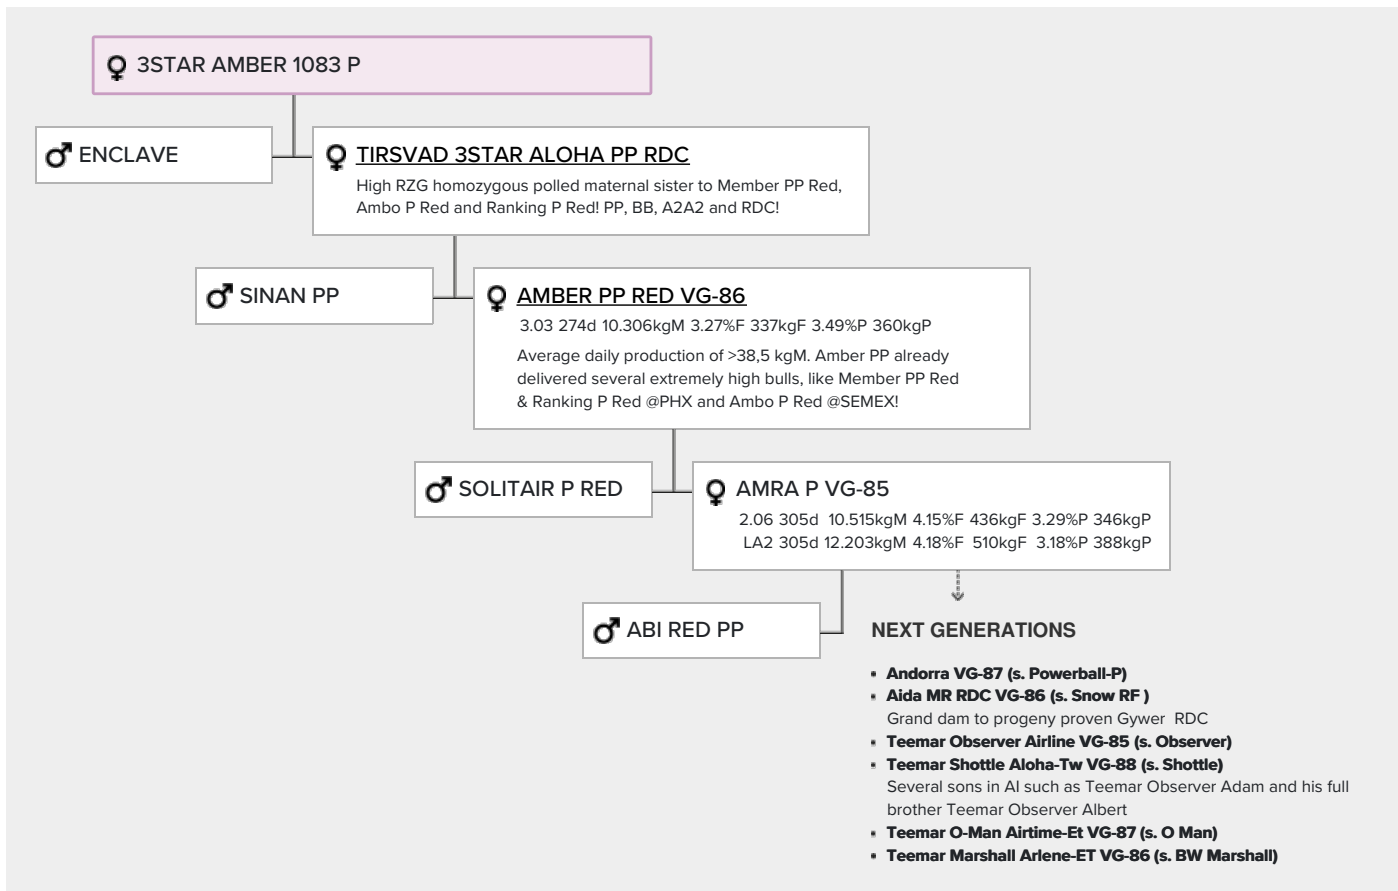 3STAR AMBER 1083 P
ENCLAVE
TIRSVAD 3STAR ALOHA PP RDC
High RZG homozygous polled maternal sister to Member PP Red,
Ambo P Red and Ranking P Red! PP, BB, A2A2 and RDC!
SINAN PP
AMBER PP RED VG-86
3.03 274d 10.306kgM 3.27%F 337kgF 3.49%P 360kgP
Average daily production of >38,5 kgM. Amber PP already
delivered several extremely high bulls, like Member PP Red
& Ranking P Red @PHX and Ambo P Red @SEMEX!
SOLITAIR P RED
AMRA P VG-85
2.06 305d 10.515kgM 4.15%F 436kgF 3.29%P 346kgP
LA2 305d 12.203kgM 4.18%F 510kgF 3.18%P 388kgP
ABI RED PP
NEXT GENERATIONS
• Andorra VG-87 (s. Powerball-P)
• Aida MR RDC VG-86 (s. Snow RF )
Grand dam to progeny proven Gywer RDC
• Teemar Observer Airline VG-85 (s. Observer)
• Teemar Shottle Aloha-Tw VG-88 (s. Shottle)
Several sons in AI such as Teemar Observer Adam and his full
brother Teemar Observer Albert
• Teemar O-Man Airtime-Et VG-87 (s. O Man)
• Teemar Marshall Arlene-ET VG-86 (s. BW Marshall)